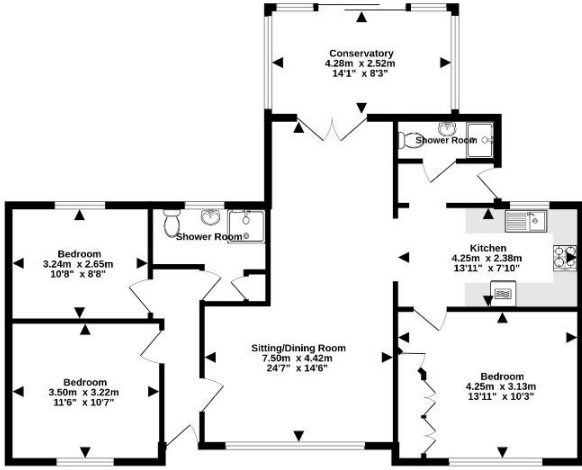 Conservatory
4.28m x 2.52m
14'1" x 8'3"
Shower Room
Bedroom
3.24m x 2.65m
10'8" x 8'8"
Shower Room
Kitchen
4.25m x 2.38m
13'11" x 7'10"
Sitting/Dining Room
7.50m x 4.42m
24'7" x 14'6"
Bedroom
3.50m x 3.22m
11'6" x 10'7"
Bedroom
4.25m x 3.13m
13'11" x 10'3"